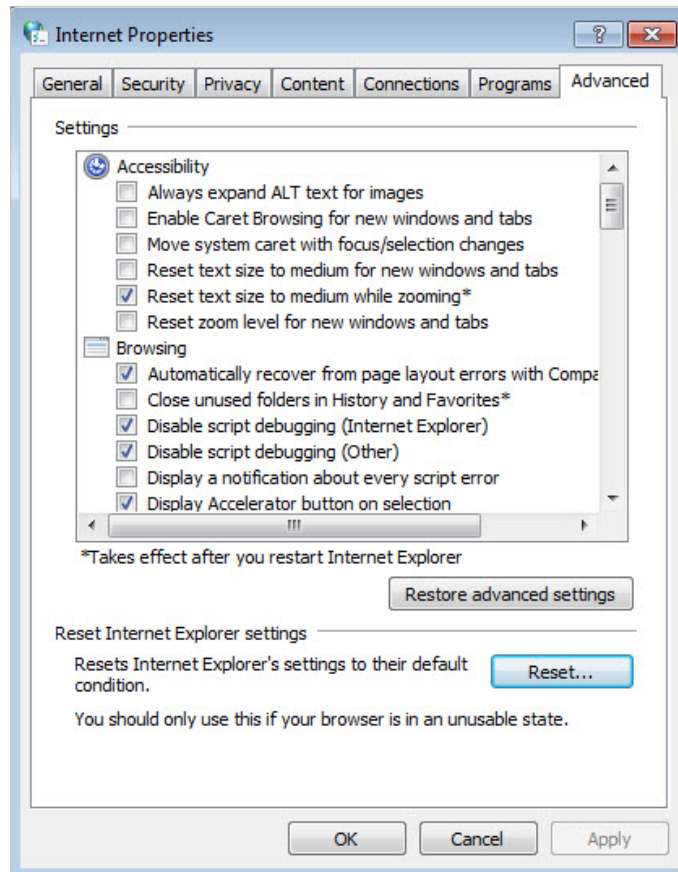 Internet Properties
General Security Privacy Content Connections Programs Advanced
Settings
Accessibility
Always expand ALT text for images
Enable Caret Browsing for new windows and tabs
Move system caret with focus/selection changes
Reset text size to medium for new windows and tabs
Reset text size to medium while zooming*
Reset zoom level for new windows and tabs
Browsing
Automatically recover from page layout errors with Compa
Close unused folders in History and Favorites*
Disable script debugging (Internet Explorer)
Disable script debugging (Other)
Display a notification about every script error
Display Accelerator button on selection
*Takes effect after you restart Internet Explorer
Restore advanced settings
Reset Internet Explorer settings
Resets Internet Explorer's settings to their default
condition.
Reset...
You should only use this if your browser is in an unusable state.
OK Cancel Apply